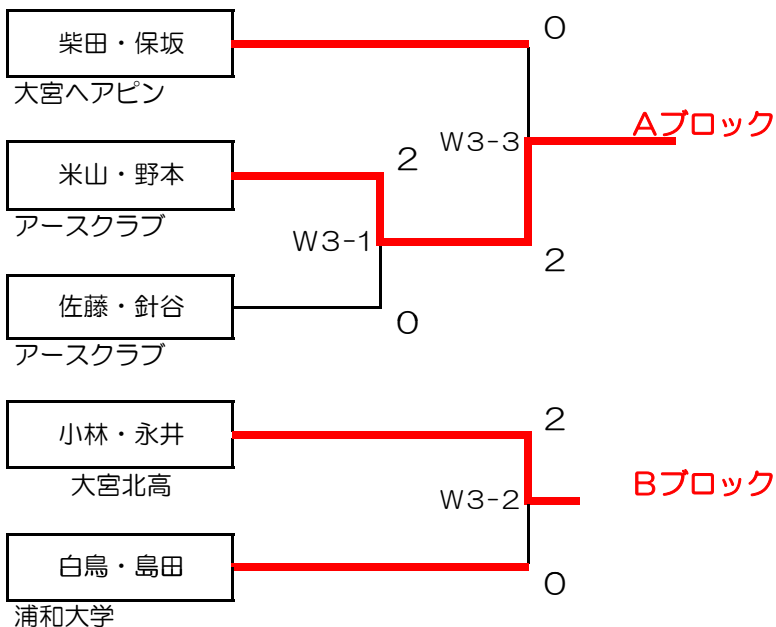 柴田・保坂
大宮ヘアピン
0
Aブロック
W3-3
米山・野本
アースクラブ
2
W3-1
2
佐藤・針谷
アースクラブ
0
小林・永井
大宮北高
2
Bブロック
W3-2
白鳥・島田
浦和大学
0